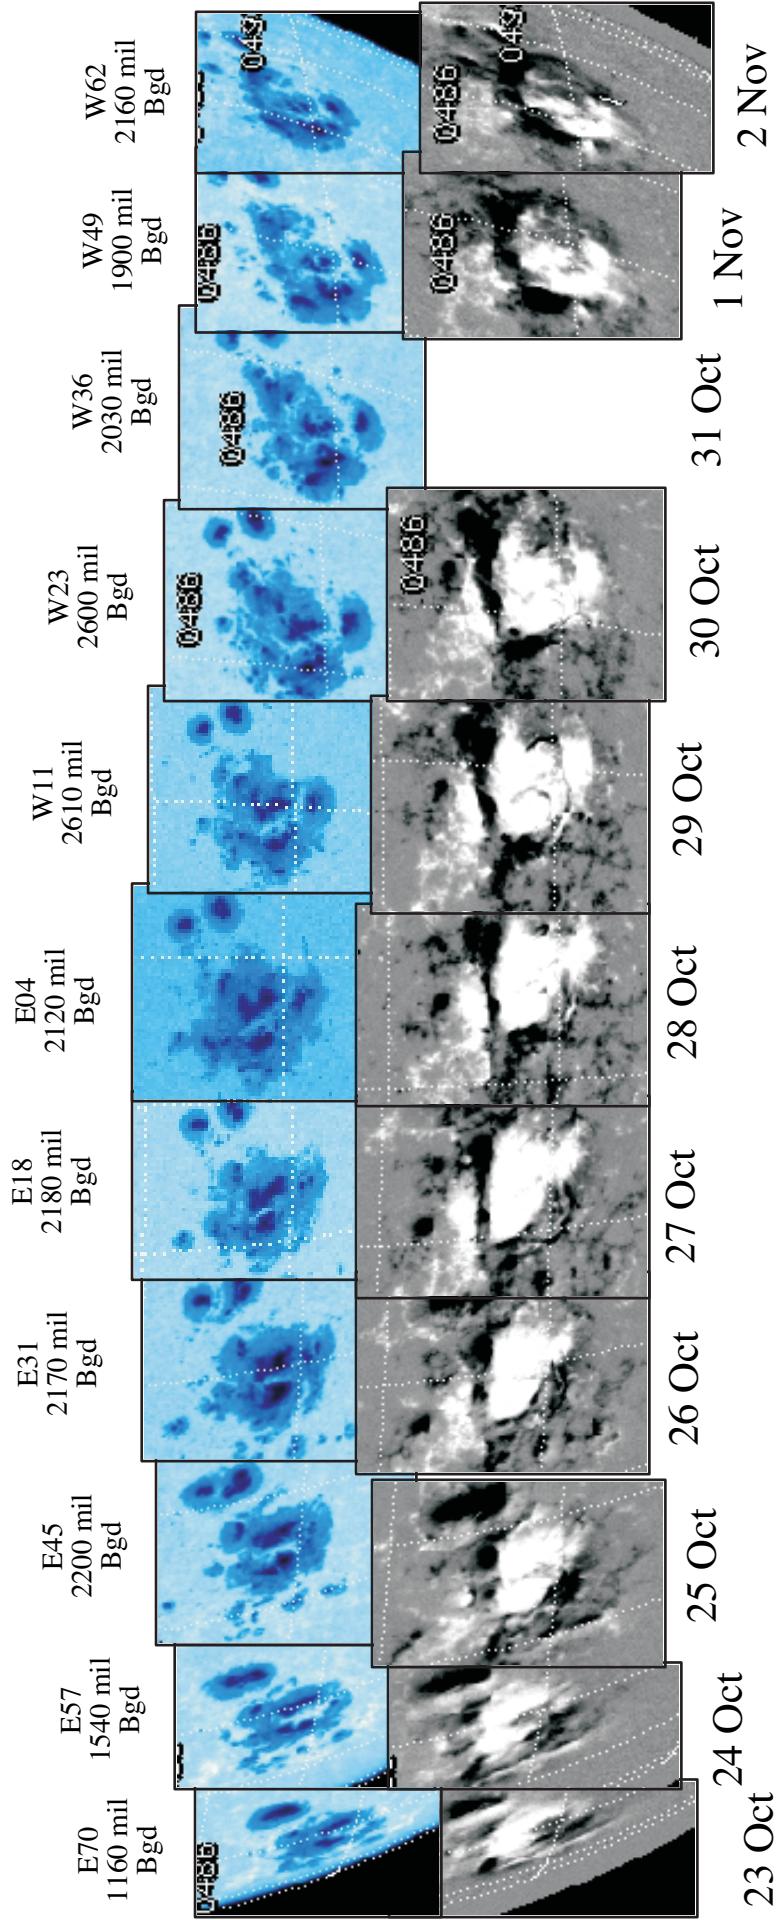 E70
1160 mil
Bgd
E57
1540 mil
Bgd
E45
2200 mil
Bgd
E31
2170 mil
Bgd
E18
2180 mil
Bgd
E04
2120 mil
Bgd
W11
2610 mil
Bgd
W23
2600 mil
Bgd
W36
2030 mil
Bgd
W49
1900 mil
Bgd
W62
2160 mil
Bgd
0486
0486
0486
0486
049
0486
0486
0486
049
23 Oct
24 Oct
25 Oct
26 Oct
27 Oct
28 Oct
29 Oct
30 Oct
31 Oct
1 Nov
2 Nov